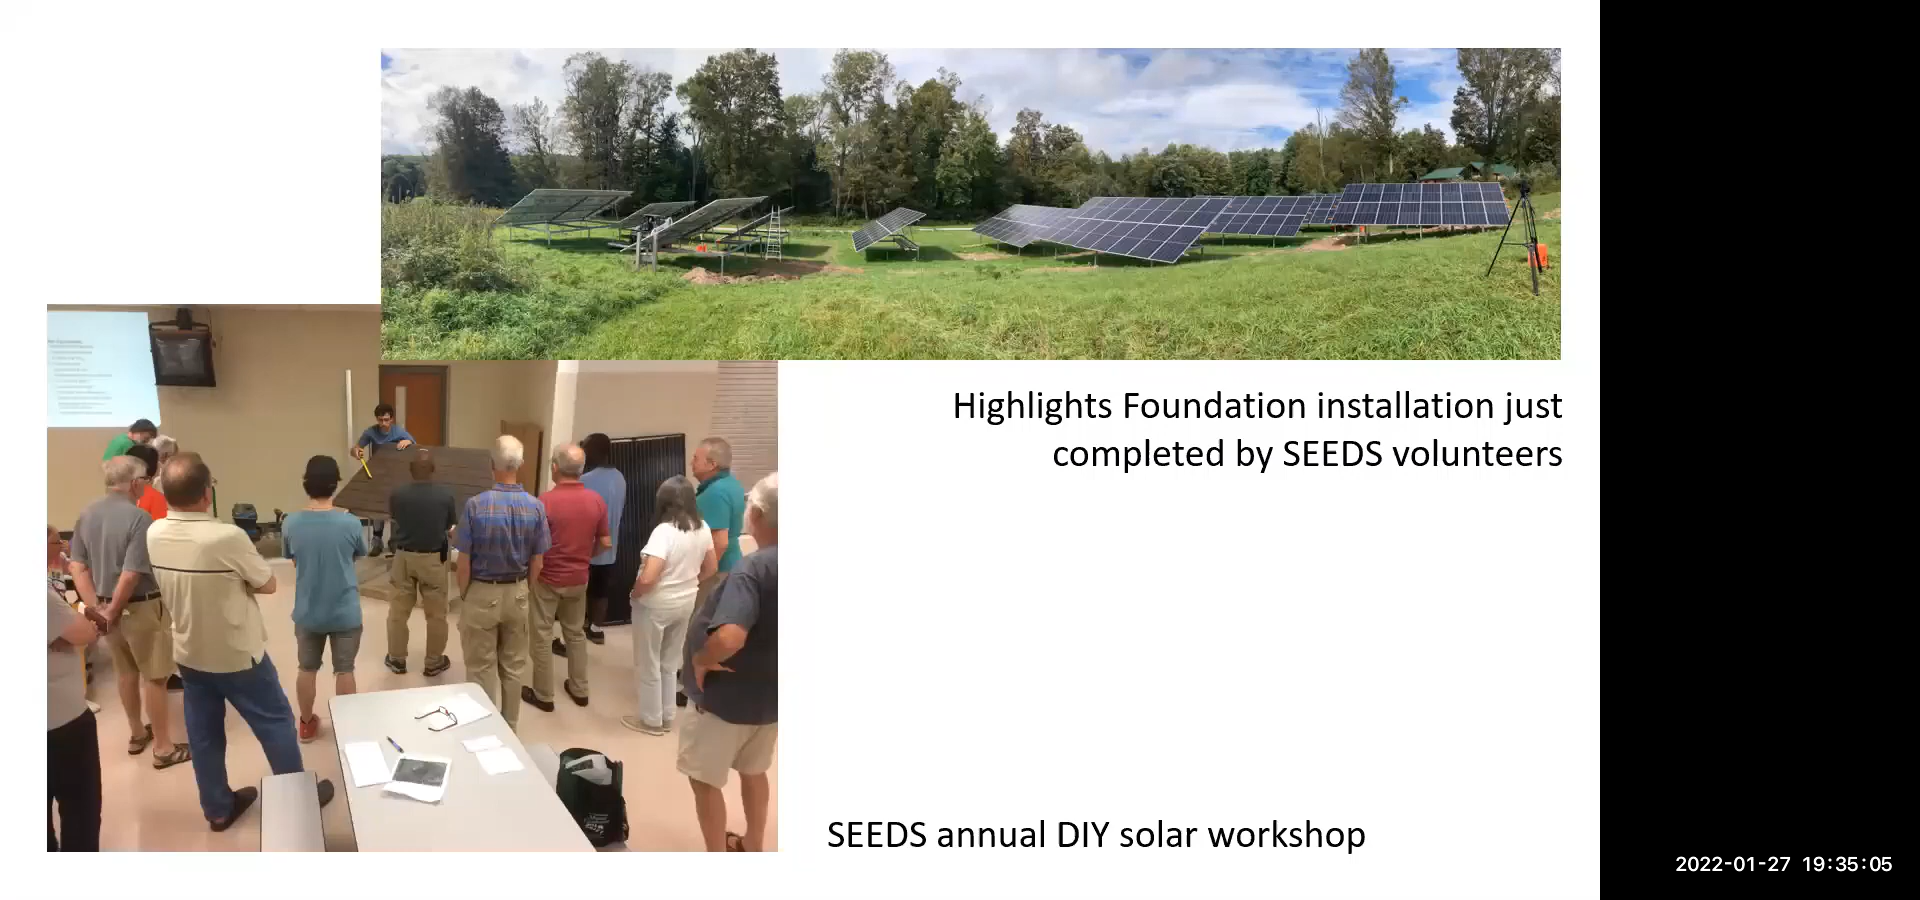 Highlights Foundation installation just
completed by SEEDS volunteers
SEEDS annual DIY solar workshop
2022-01-27 19:35:05